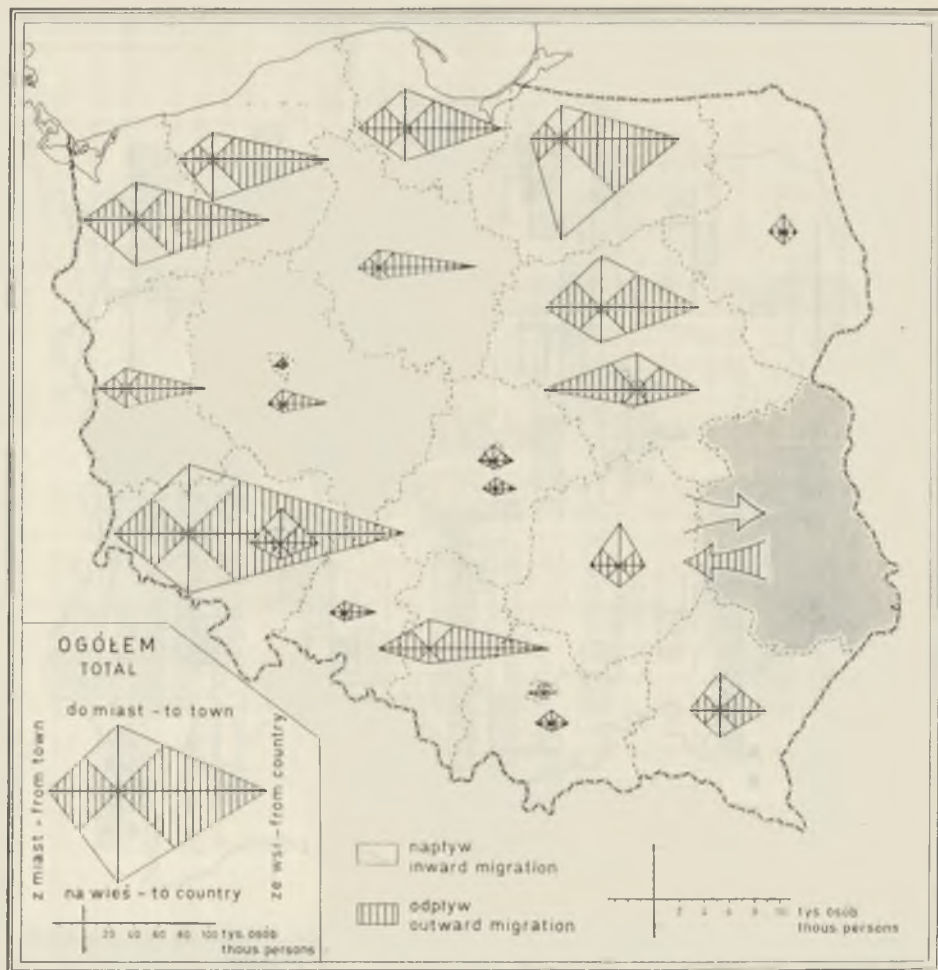 OGÓŁEM
TOTAL
do miast – to town
z miast – from town
ze wsi – from country
na wieś – to country
20 40 60 80 100 tys. osób
thous persons
napływ
inward migration
odpływ
outward migration
2 4 6 8 10 tys. osób
thous persons